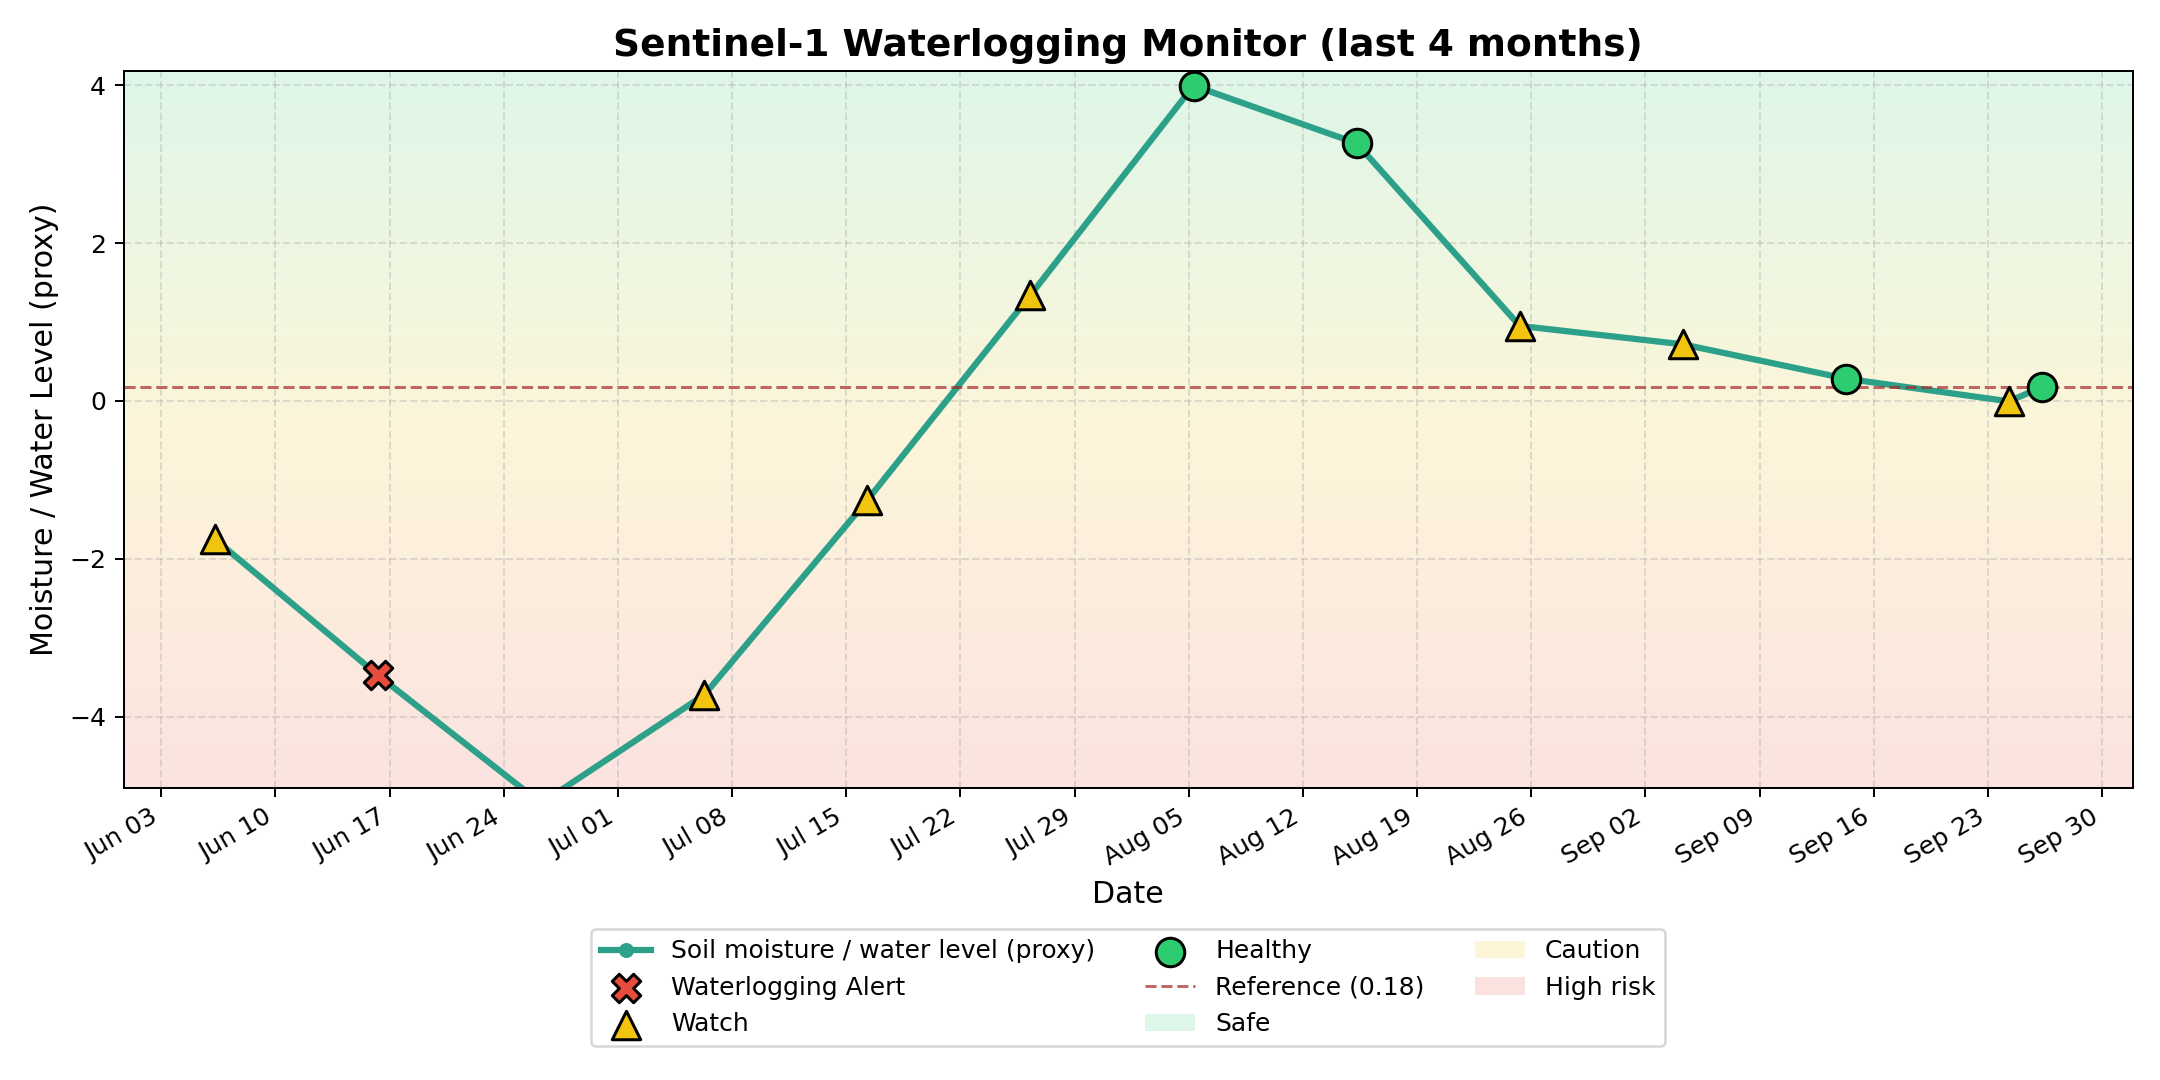 Sentinel-1 Waterlogging Monitor (last 4 months)
Moisture / Water Level (proxy)
4
2
0
−2
−4
Jun 03
Jun 10
Jun 17
Jun 24
Jul 01
Jul 08
Jul 15
Jul 22
Jul 29
Aug 05
Aug 12
Aug 19
Aug 26
Sep 02
Sep 09
Sep 16
Sep 23
Sep 30
Date
Soil moisture / water level (proxy)
Waterlogging Alert
Watch
Healthy
Reference (0.18)
Safe
Caution
High risk